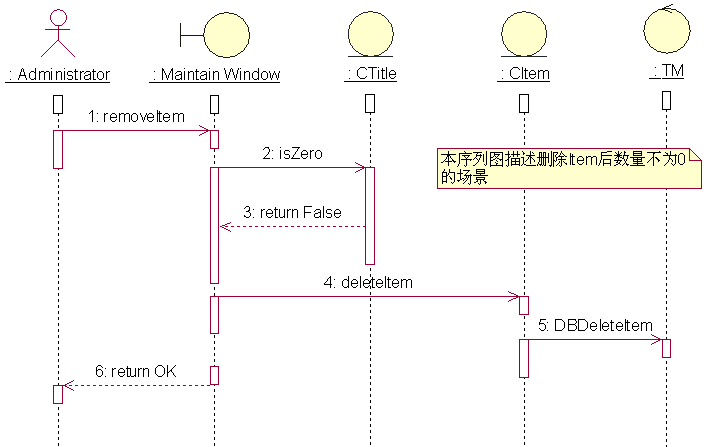 : Administrator
: Maintain Window
: CTitle
: CItem
: TM
1: removeItem
本序列图描述删除Item后数量不为0
的场景
2: isZero
3: return False
4: deleteItem
5: DBDeleteItem
6: return OK